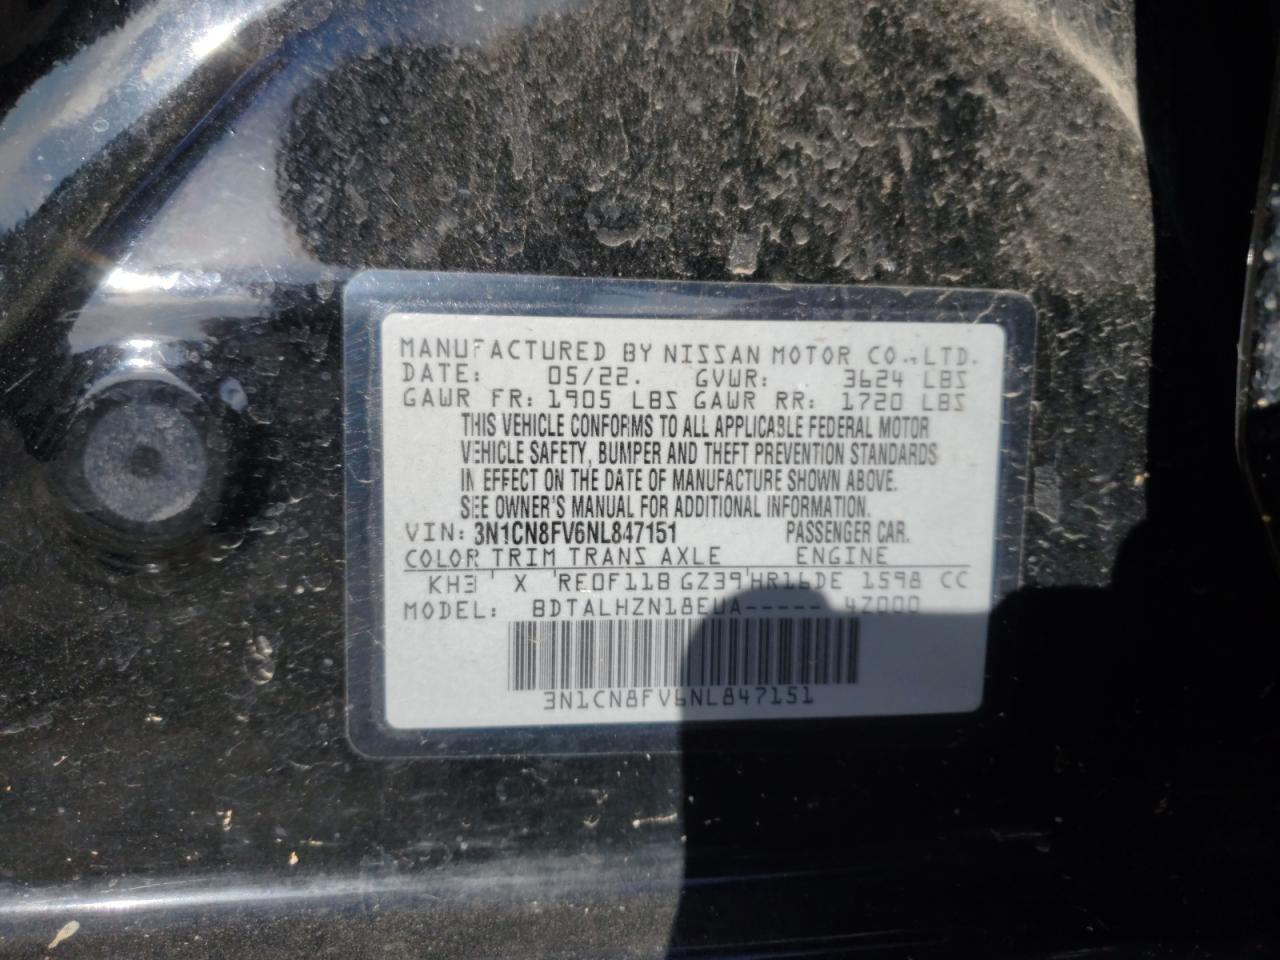 MANUFACTURED BY NISSAN MOTOR CO.,LTD.
DATE: 05/22. GVWR: 3624 LBS
GAWR FR: 1905 LBS GAWR RR: 1720 LBS
THIS VEHICLE CONFORMS TO ALL APPLICABLE FEDERAL MOTOR
VEHICLE SAFETY, BUMPER AND THEFT PREVENTION STANDARDS
IN EFFECT ON THE DATE OF MANUFACTURE SHOWN ABOVE.
SEE OWNER'S MANUAL FOR ADDITIONAL INFORMATION.
VIN: 3N1CN8FV6NL847151 PASSENGER CAR.
COLOR TRIM TRANS AXLE ENGINE
KH3 X RE0F11B GZ39 HR16DE 1598 CC
MODEL: BDTALHZN18EUA----- 4Z000
3N1CN8FV6NL847151